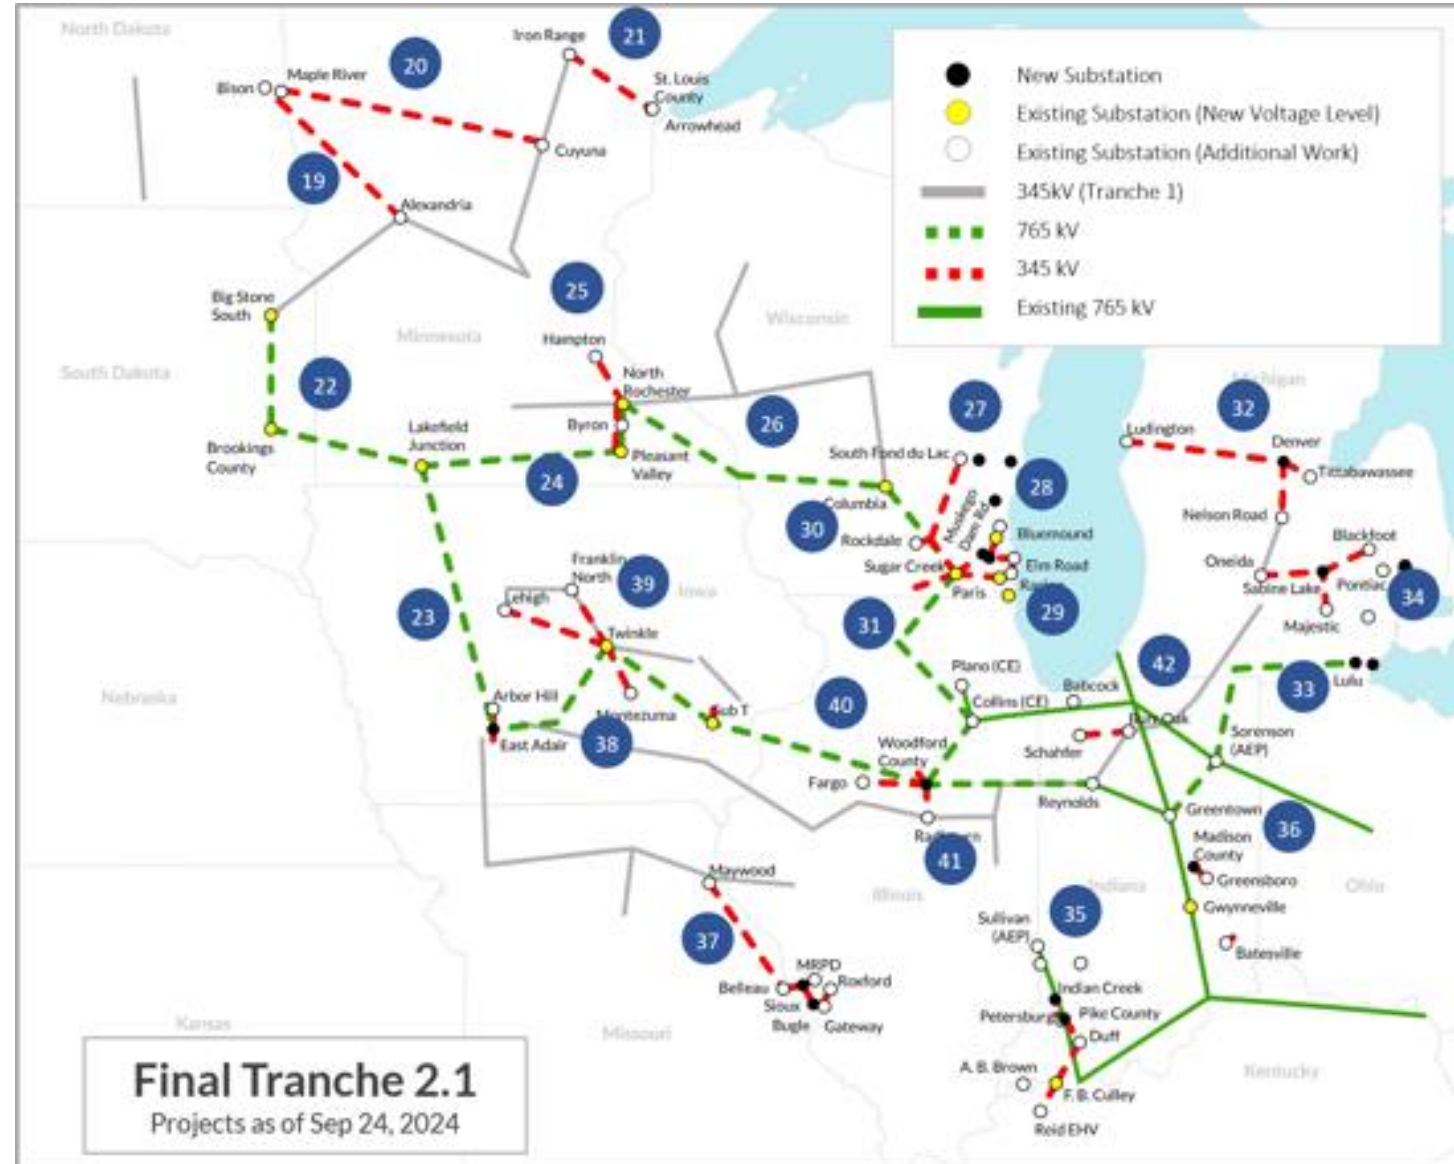 North Dakota
Iron Range
21
20
Maple River
Bison
St. Louis
County
Arrowhead
Cuyuna
19
Alexandria
New Substation
Existing Substation (New Voltage Level)
Existing Substation (Additional Work)
345kV (Tranche 1)
765 kV
345 kV
Existing 765 kV
25
Big Stone
South
Minnesota
Wisconsin
Hampton
South Dakota
22
North
Rochester
Michigan
Brookings
County
Lakefield
Junction
Byron
26
27
32
Ludington
Denver
Pleasant
Valley
South Fond du Lac
Tittabawassee
24
28
Columbia
30
Muskego
Dam Rd
Nelson Road
Rockdale
Bluemound
Blackfoot
Sugar Creek
Elm Road
Oneida
Franklin
North
39
Iowa
Paris
Sabine Lake
Pontiac
34
Lehigh
23
29
31
Majestic
Twinkle
Plano (CE)
42
Nebraska
Arbor Hill
Babcock
33
Lulu
Montezuma
Sub T
40
Collins (CE)
Burr Oak
East Adair
38
Woodford
County
Schahfer
Sorenson
(AEP)
Fargo
Reynolds
Greentown
36
41
Madison
County
Maywood
Greensboro
Illinois
Indiana
Ohio
35
Gwynneville
Sullivan
(AEP)
37
Batesville
MRPD
Belleau
Roxford
Sioux
Indian Creek
Bugle
Gateway
Petersburg
Pike County
Kansas
Missouri
Duff
A. B. Brown
Kentucky
F. B. Culley
Reid EHV
Final Tranche 2.1
Projects as of Sep 24, 2024